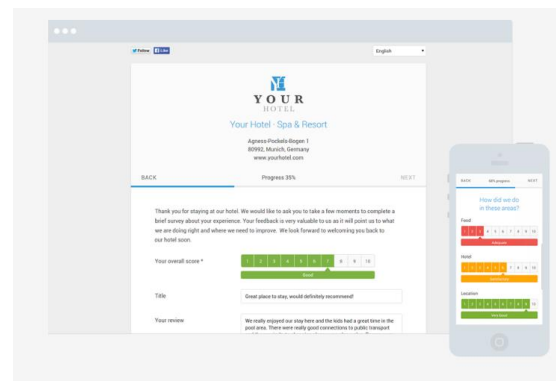 Follow Like
English
YH
YOUR
HOTEL
Your Hotel - Spa & Resort
80992, Munich, Germany
www.yourhotel.com
BACK Progress 35% NEXT
Thank you for staying at our hotel. We would like to ask you to take a few moments to complete a
brief survey about your experience. Your feedback is very valuable to us as it will point us to what
we are doing right and where we need to improve. We look forward to welcoming you back to
our hotel soon.
Your overall score *
1 2 3 4 5 6 7 8 9 10
Good
Title
Great place to stay, would definitely recommend!
Your review
We really enjoyed our stay here and the kids had a great time in the
pool area. There were really good connections to public transport
BACK progress NEXT
How did we do
in these areas?
Food
1 2 3 4 5 6 7 8 9 10
Hotel
1 2 3 4 5 6 7 8 9 10
Location
1 2 3 4 5 6 7 8 9 10
Very Good